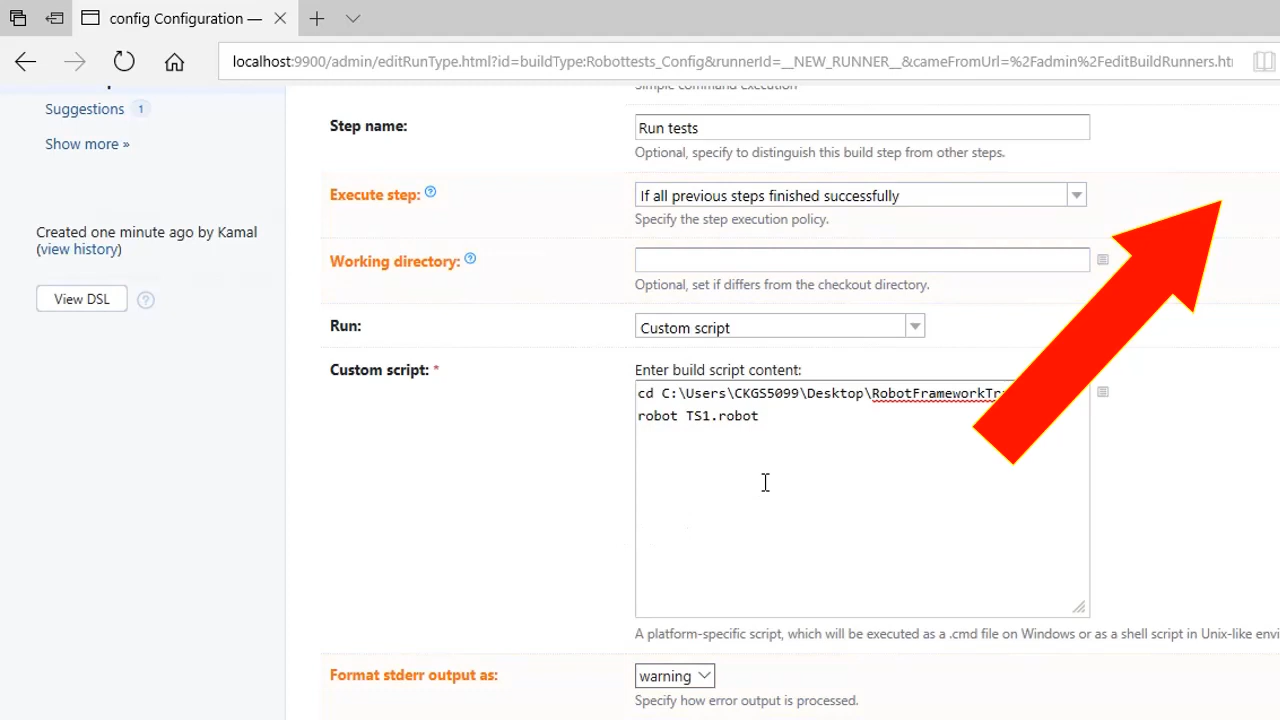 config Configuration —
localhost:9900/admin/editRunType.html?id=buildType:Robottests_Config&runnerId=__NEW_RUNNER__&cameFromUrl=%2Fadmin%2FeditBuildRunners.ht
Suggestions 1
Show more »
Created one minute ago by Kamal
(view history)
View DSL ?
Simple command execution
Step name:
Run tests
Optional, specify to distinguish this build step from other steps.
Execute step: ?
If all previous steps finished successfully
Specify the step execution policy.
Working directory: ?
Optional, set if differs from the checkout directory.
Run:
Custom script
Custom script: *
Enter build script content:
cd C:\Users\CKGS5099\Desktop\RobotFrameworkTr
robot TS1.robot
A platform-specific script, which will be executed as a .cmd file on Windows or as a shell script in Unix-like envi
Format stderr output as:
warning
Specify how error output is processed.